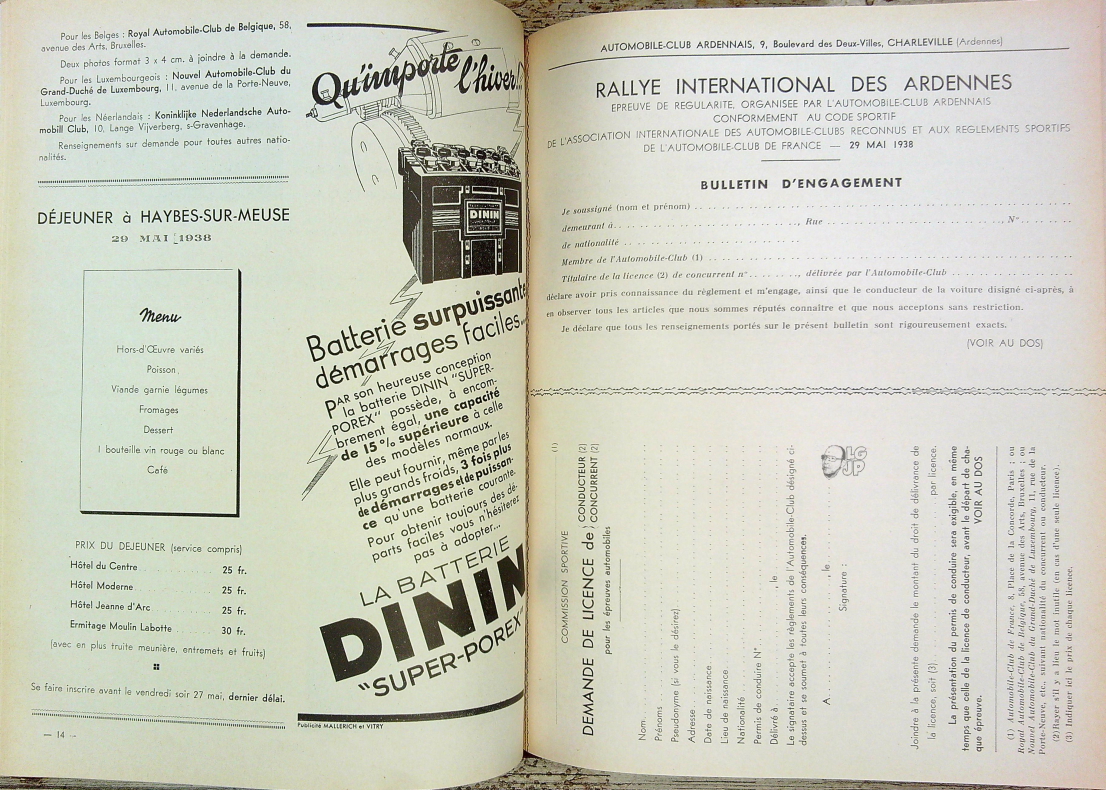 Pour les Belges : Royal Automobile-Club de Belgique, 58,
avenue des Arts, Bruxelles.
Deux photos format 3 x 4 cm. à joindre à la demande.
Pour les Luxembourgeois : Nouvel Automobile-Club du
Grand-Duché de Luxembourg, 11, avenue de la Porte-Neuve,
Luxembourg.
Pour les Néerlandais : Koninklijke Nederlandsche Auto-
mobill Club, 10, Lange Vijverberg, s-Gravenhage.
Renseignements sur demande pour toutes autres natio-
nalités.
DÉJEUNER à HAYBES-SUR-MEUSE
29 MAI 1938
Menu
Hors-d'Œuvre variés
Poisson
Viande garnie légumes
Fromages
Dessert
1 bouteille vin rouge ou blanc
Café
PRIX DU DEJEUNER (service compris)
Hôtel du Centre 25 fr.
Hôtel Moderne 25 fr.
Hôtel Jeanne d'Arc 25 fr.
Ermitage Moulin Labotte 30 fr.
(avec en plus truite meunière, entremets et fruits)
Se faire inscrire avant le vendredi soir 27 mai, dernier délai.
— 14 —
Qu'importe
l'hiver!..
DININ
Batterie surpuissante
démarrages faciles...
PAR son heureuse conception
la batterie DININ "SUPER-
POREX" possède, à encom-
brement égal, une capacité
de 15 % supérieure à celle
des modèles normaux.
Elle peut fournir, même par les
plus grands froids, 3 fois plus
de démarrages et de puissan-
ce qu'une batterie courante.
Pour obtenir toujours des dé-
parts faciles vous n'hésiterez
pas à adopter...
LA BATTERIE
DININ
"SUPER-POREX"
Publicité MALLERICH et VITRY
AUTOMOBILE-CLUB ARDENNAIS, 9, Boulevard des Deux-Villes, CHARLEVILLE (Ardennes)
RALLYE INTERNATIONAL DES ARDENNES
EPREUVE DE REGULARITE, ORGANISEE PAR L'AUTOMOBILE-CLUB ARDENNAIS
CONFORMEMENT AU CODE SPORTIF
DE L'ASSOCIATION INTERNATIONALE DES AUTOMOBILE-CLUBS RECONNUS ET AUX REGLEMENTS SPORTIFS
DE L'AUTOMOBILE-CLUB DE FRANCE — 29 MAI 1938
BULLETIN D'ENGAGEMENT
Je soussigné (nom et prénom)
demeurant à , Rue , N°
de nationalité
Membre de l'Automobile-Club (1)
Titulaire de la licence (2) de concurrent n° , délivrée par l'Automobile-Club
déclare avoir pris connaissance du règlement et m'engage, ainsi que le conducteur de la voiture disigné ci-après, à
en observer tous les articles que nous sommes réputés connaître et que nous acceptons sans restriction.
Je déclare que tous les renseignements portés sur le présent bulletin sont rigoureusement exacts.
(VOIR AU DOS)
COMMISSION SPORTIVE (1)
DEMANDE DE LICENCE de CONDUCTEUR (2)
CONCURRENT (2)
pour les épreuves automobiles
Nom
Prénoms
Pseudonyme (si vous le désirez)
Adresse
Date de naissance
Lieu de naissance
Nationalité
Permis de conduire N°
Délivré à , le
Le signataire accepte les règlements de l'Automobile-Club désigné ci-
dessus et se soumet à toutes leurs conséquences.
A , le
Signature :
LG
JP
Joindre à la présente demande le montant du droit de délivrance de
la licence, soit (3) par licence.
La présentation du permis de conduire sera exigible, en même
temps que celle de la licence de conducteur, avant le départ de cha-
que épreuve. VOIR AU DOS
(1) Automobile-Club de France, 8, Place de la Concorde, Paris ; ou
Royal Automobile-Club de Belgique, 58, avenue des Arts, Bruxelles ; ou
Nouvel Automobile-Club du Grand-Duché de Luxembourg, 11, rue de la
Porte-Neuve, etc., suivant nationalité du concurrent ou conducteur.
(2) Rayer s'il y a lieu le mot inutile (en cas d'une seule licence).
(3) Indiquer ici le prix de chaque licence.